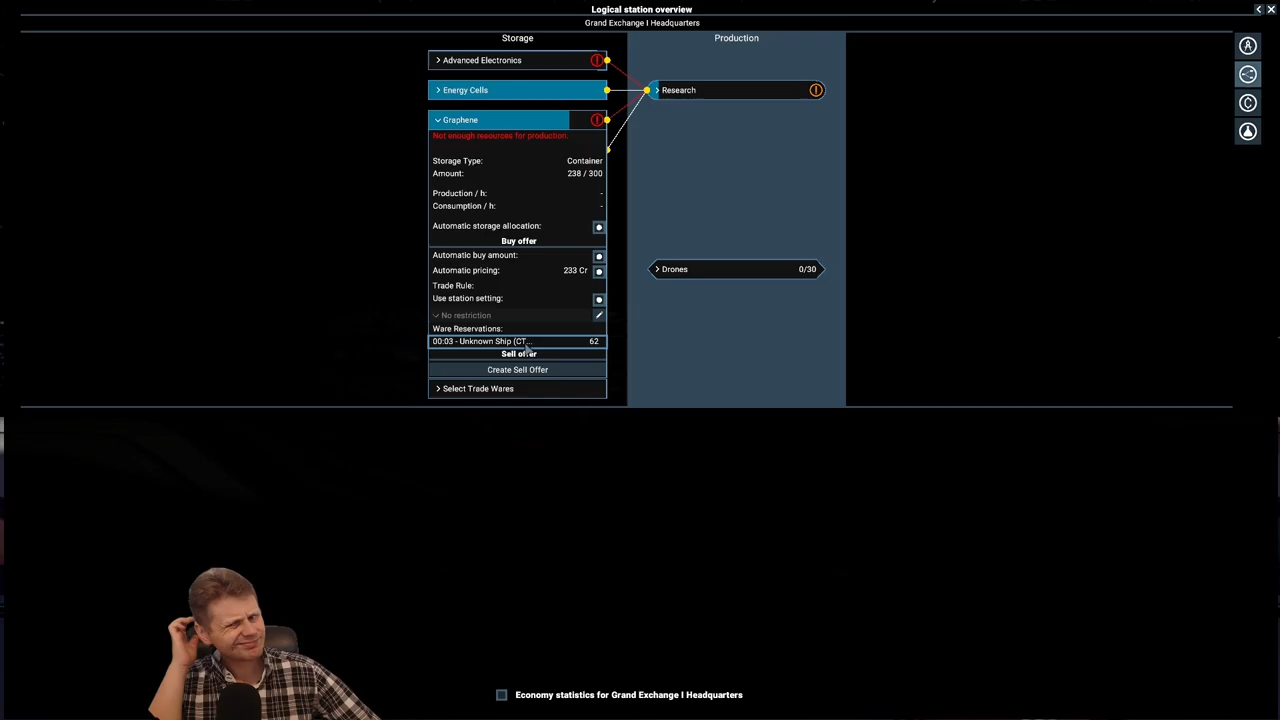 Logical station overview
Grand Exchange I Headquarters
Storage
Production
Advanced Electronics
Research
Energy Cells
Graphene
Not enough resources for production.
Storage Type: Container
Amount: 238 / 300
Production / h: -
Consumption / h: -
Automatic storage allocation:
Buy offer
Automatic buy amount:
Automatic pricing: 233 Cr
Trade Rule:
Use station setting:
No restriction
Ware Reservations:
00:03 - Unknown Ship (CT... 62
Sell offer
Create Sell Offer
Select Trade Wares
Drones 0/30
Economy statistics for Grand Exchange I Headquarters